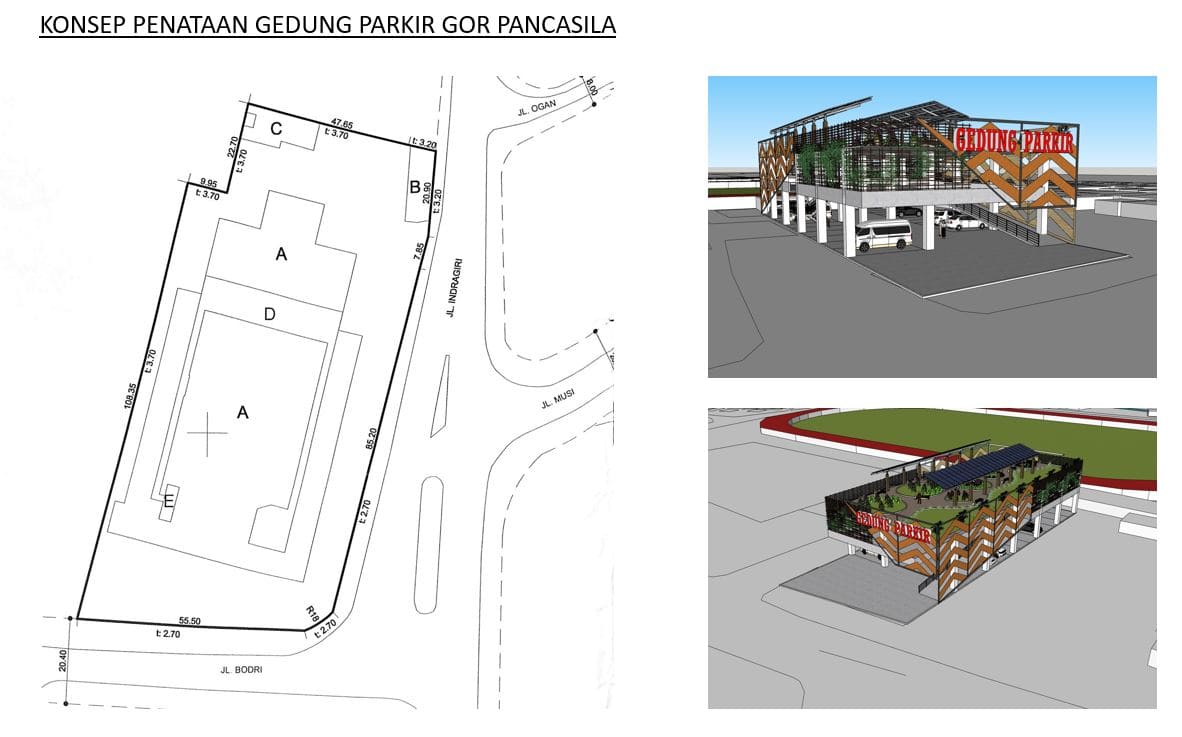 KONSEP PENATAAN GEDUNG PARKIR GOR PANCASILA
8.00
JL. OGAN
C
47.65
t: 3.70
t: 3.20
22.70
t: 3.70
9.95
t: 3.70
B
20.90
t: 3.20
A
7.85
JL. INDRAGIRI
D
t: 3.70
108.35
A
JL. MUSI
85.20
E
t: 2.70
R18
t: 2.70
55.50
t: 2.70
20.40
JL. BODRI
GEDUNG PARKIR
GEDUNG PARKIR